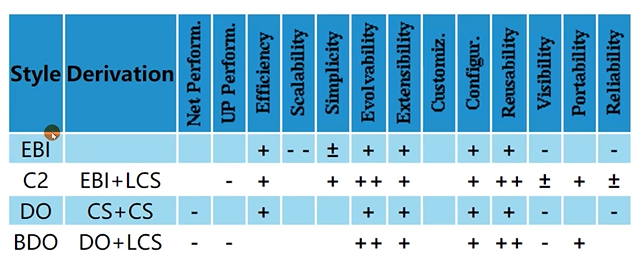 Style Derivation Net Perform. UP Perform. Efficiency Scalability Simplicity Evolvability Extensibility Customiz. Configur. Reusability Visibility Portability Reliability
EBI + - - ± + + + + - -
C2 EBI+LCS - + + ++ + + ++ ± + ±
DO CS+CS - + + + + + - -
BDO DO+LCS - - ++ + + ++ - +